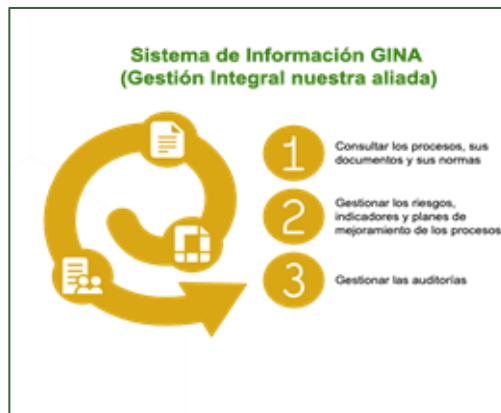 Sistema de Información GINA
(Gestión Integral nuestra aliada)
1
Consultar los procesos, sus
documentos y sus normas
2
Gestionar los riesgos,
indicadores y planes de
mejoramiento de los procesos
3
Gestionar las auditorías